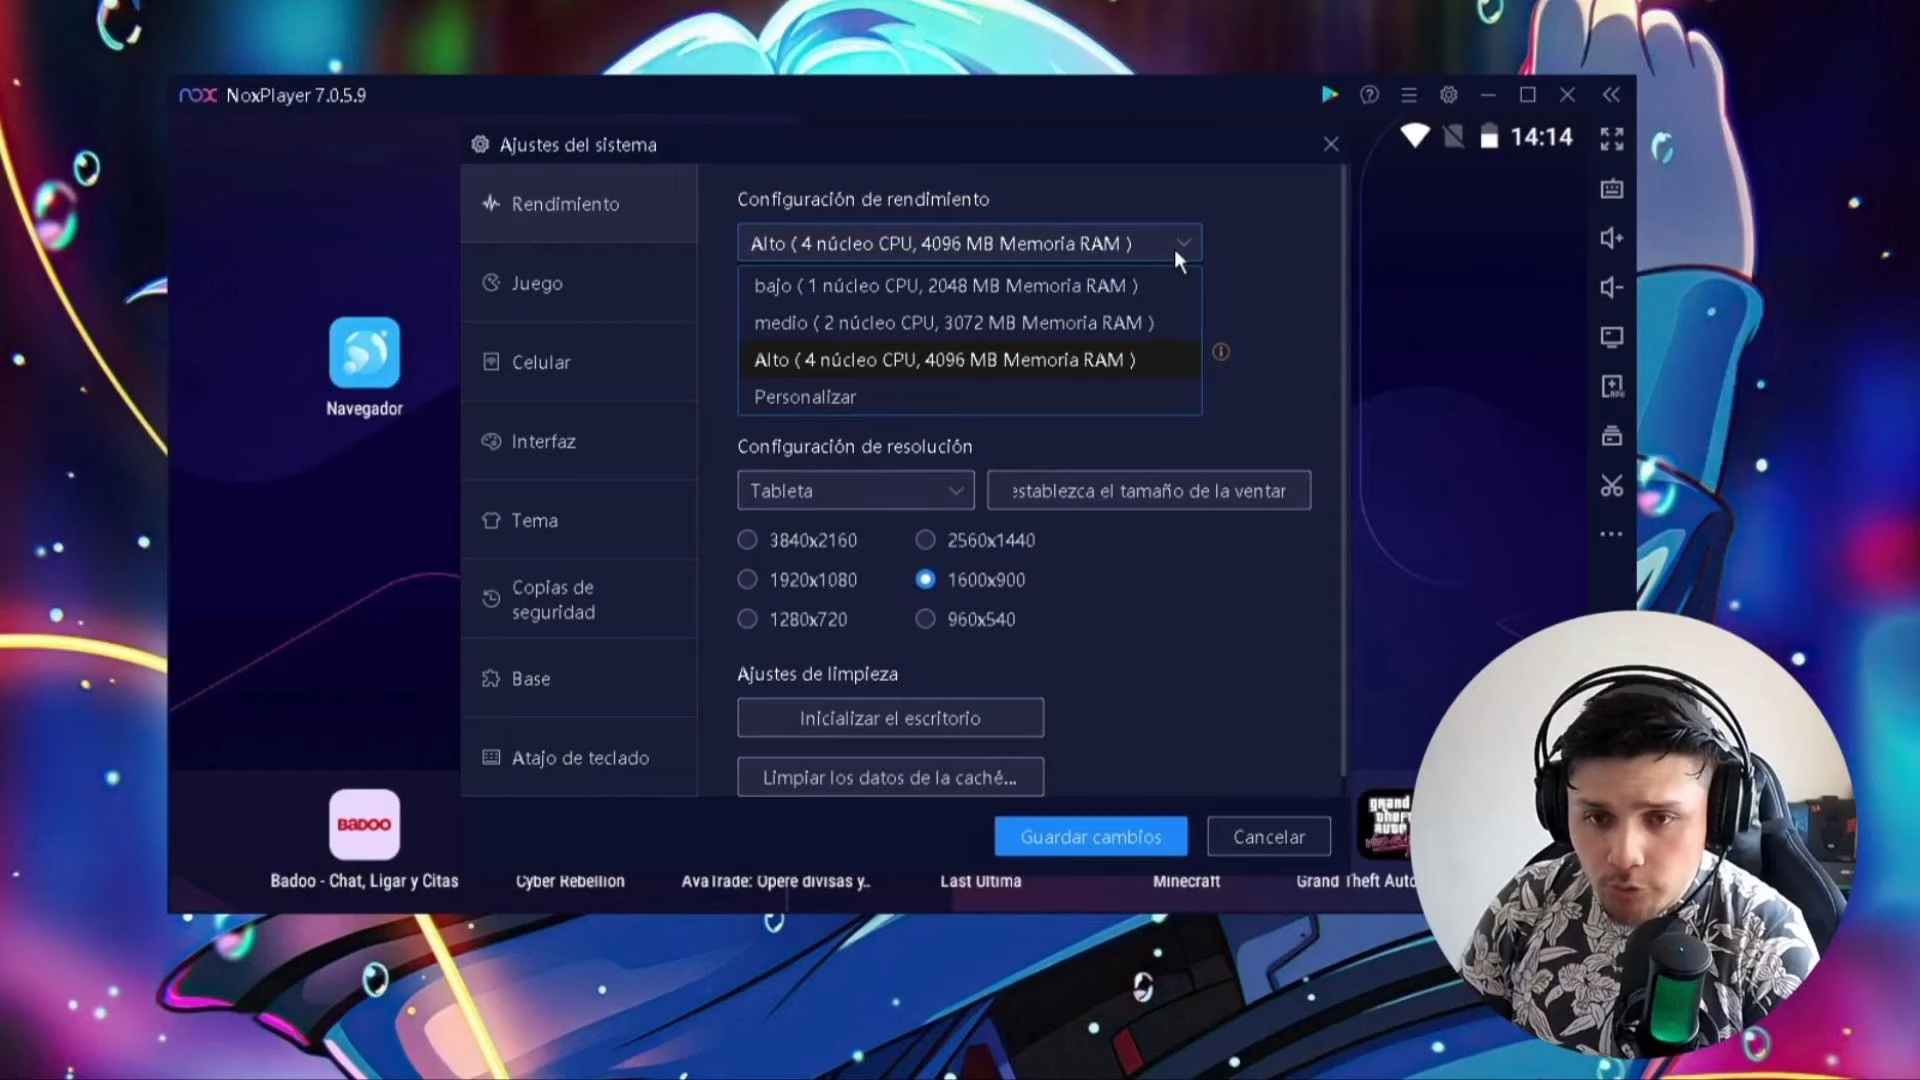 nox NoxPlayer 7.0.5.9
14:14
Ajustes del sistema
Rendimiento
Juego
Celular
Interfaz
Tema
Copias de
seguridad
Base
Atajo de teclado
Configuración de rendimiento
Alto ( 4 núcleo CPU, 4096 MB Memoria RAM )
bajo ( 1 núcleo CPU, 2048 MB Memoria RAM )
medio ( 2 núcleo CPU, 3072 MB Memoria RAM )
Alto ( 4 núcleo CPU, 4096 MB Memoria RAM )
Personalizar
Configuración de resolución
Tableta
establezca el tamaño de la ventar
3840x2160 2560x1440
1920x1080 1600x900
1280x720 960x540
Ajustes de limpieza
Inicializar el escritorio
Limpiar los datos de la caché...
Guardar cambios Cancelar
Navegador
BADOO
grand
theft
auto
Badoo - Chat, Ligar y Citas
Cyber Rebellion
AvaTrade: Opere divisas y..
Last Ultima
Minecraft
Grand Theft Auto